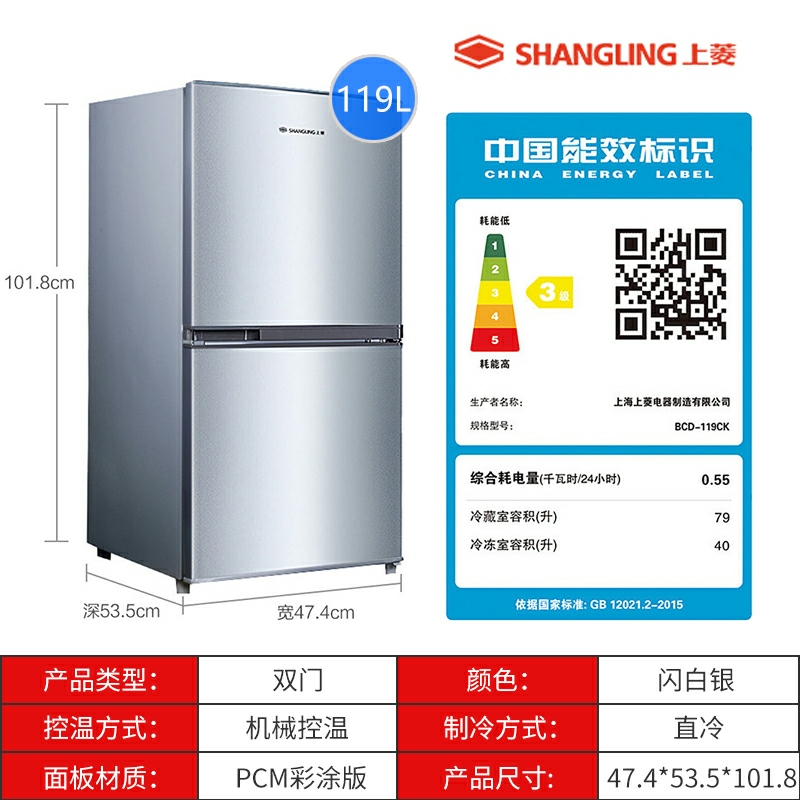 SHANGLING 上菱
119L
SHANGLING 上菱
101.8cm
深53.5cm
宽47.4cm
中国能效标识
CHINA ENERGY LABEL
耗能低
1
2
3
4
5
3级
耗能高
生产者名称： 上海上菱电器制造有限公司
规格型号： BCD-119CK
综合耗电量(千瓦时/24小时) 0.55
冷藏室容积(升) 79
冷冻室容积(升) 40
依据国家标准: GB 12021.2-2015
产品类型： 双门 颜色： 闪白银
控温方式： 机械控温 制冷方式： 直冷
面板材质： PCM彩涂版 产品尺寸: 47.4*53.5*101.8